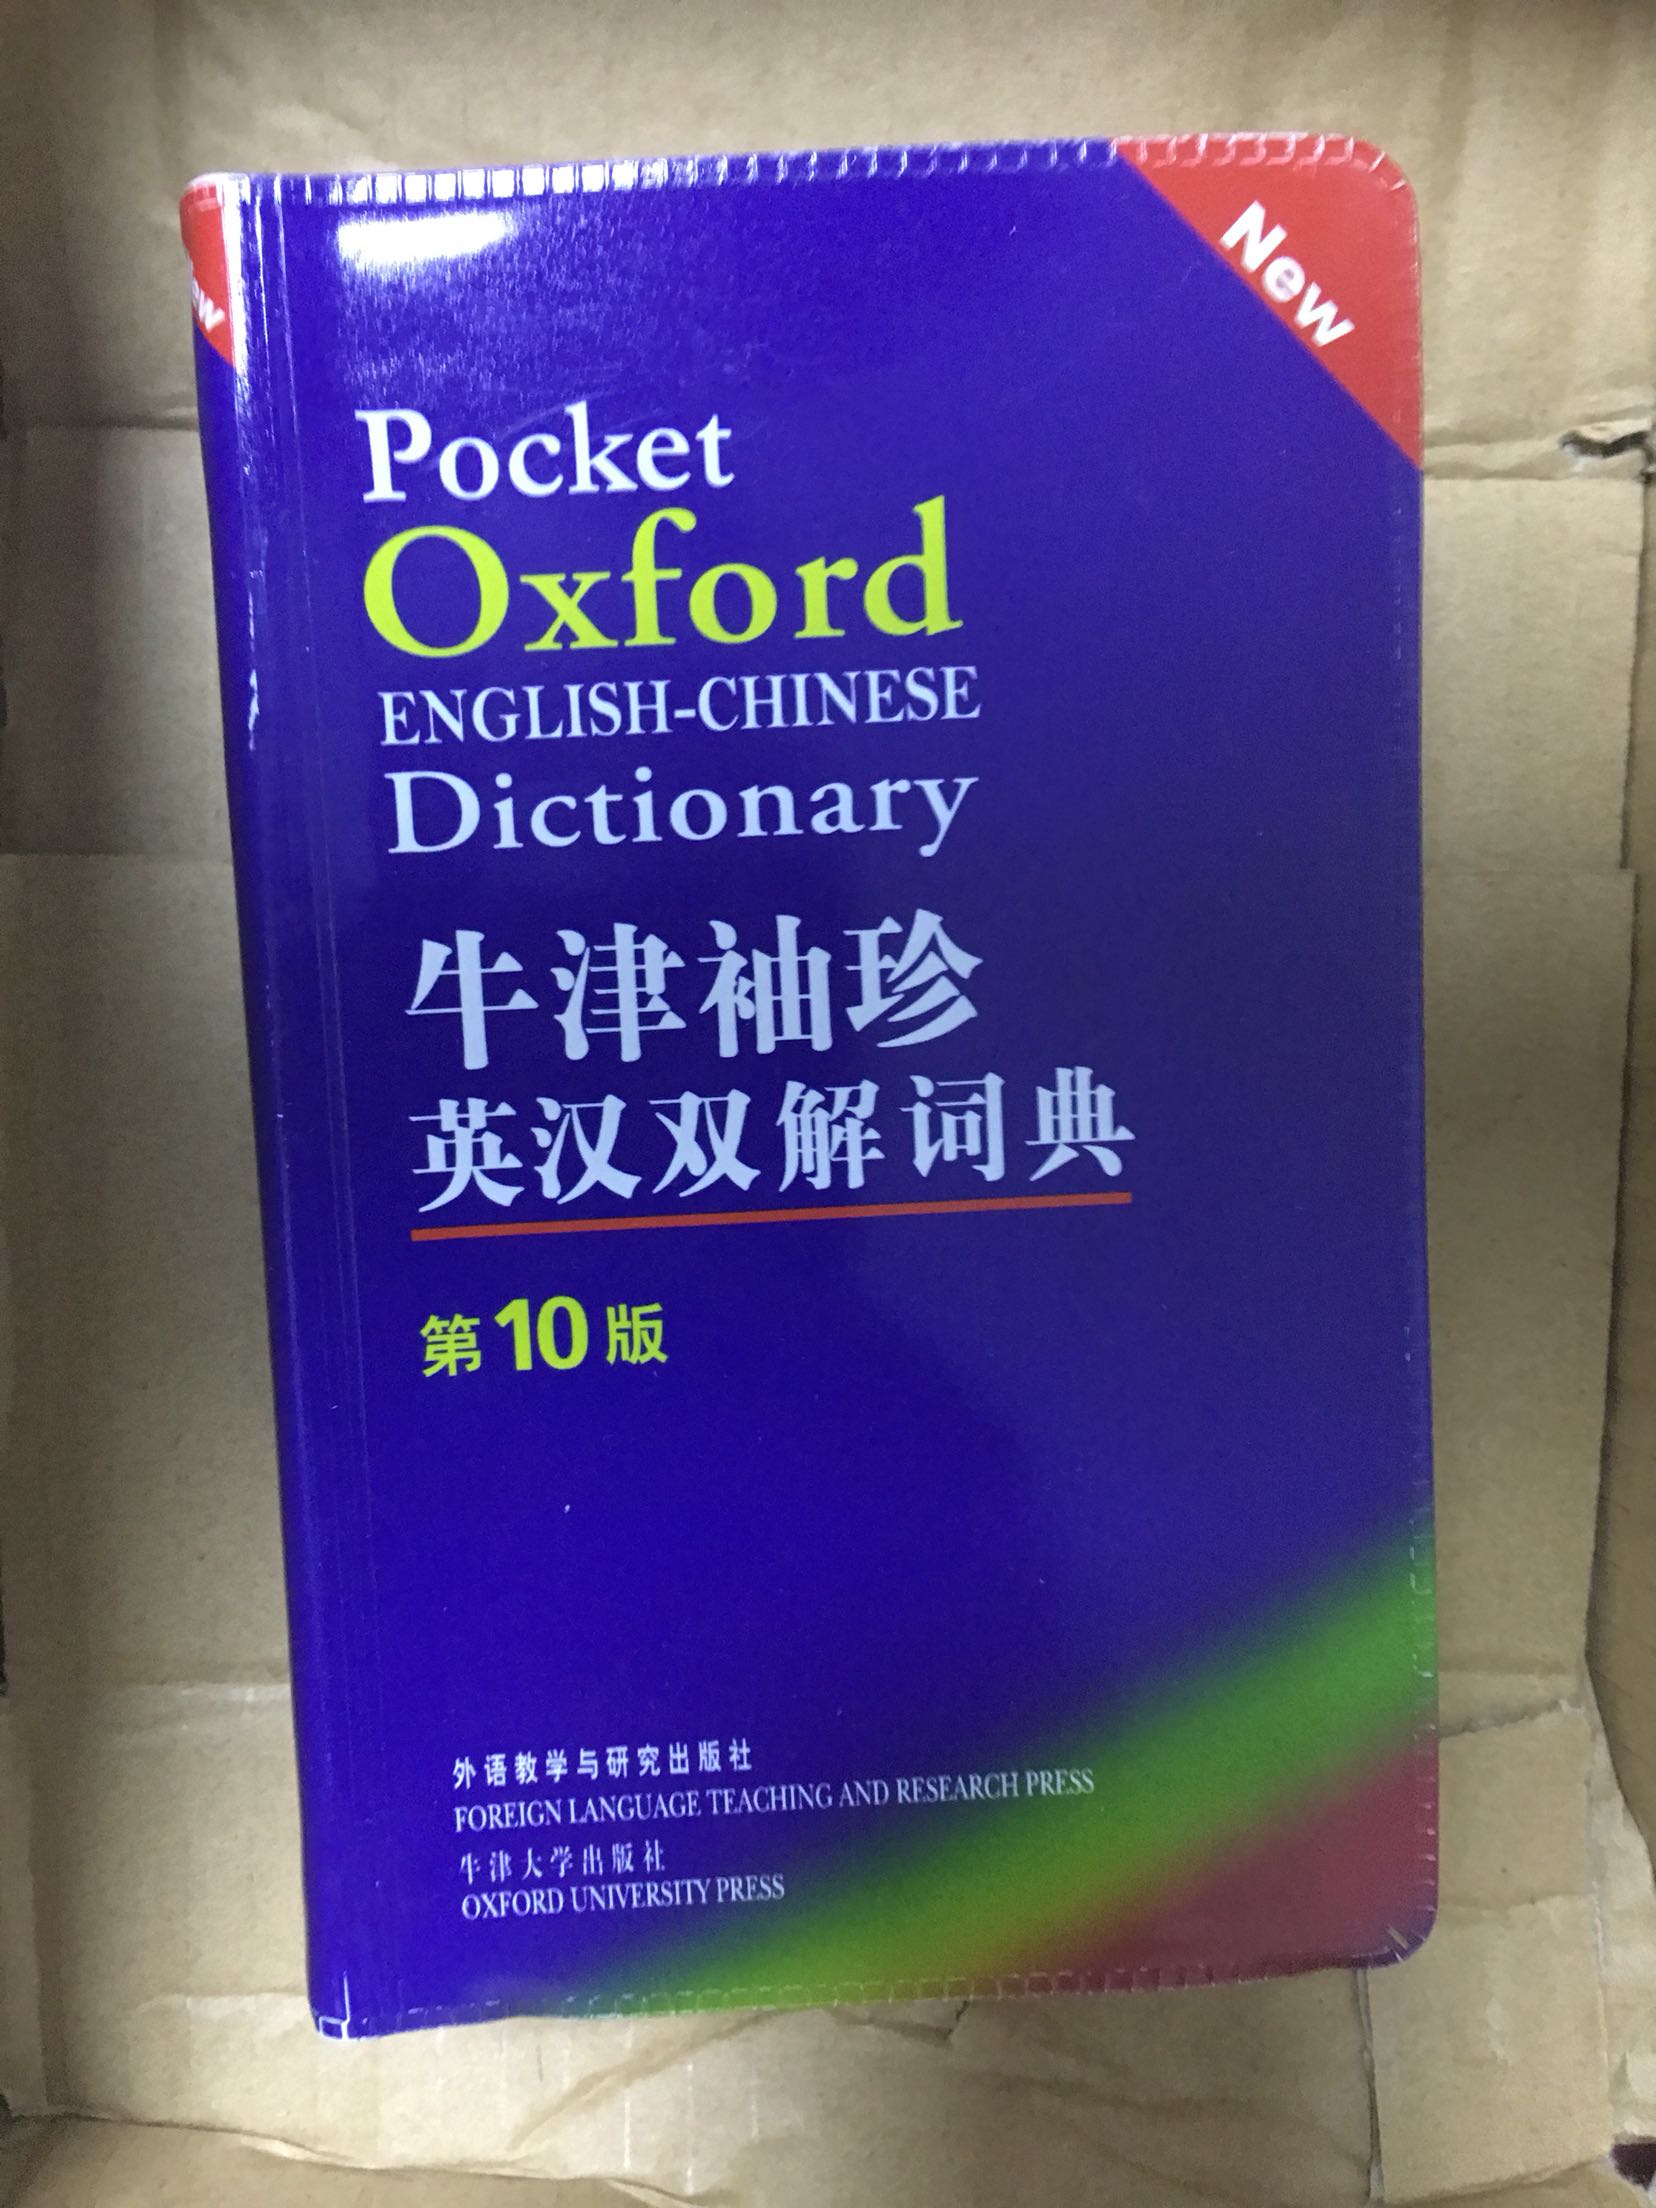 New
ew
Pocket
Oxford
ENGLISH-CHINESE
Dictionary
牛津袖珍
英汉双解词典
第10版
外语教学与研究出版社
FOREIGN LANGUAGE TEACHING AND RESEARCH PRESS
牛津大学出版社
OXFORD UNIVERSITY PRESS